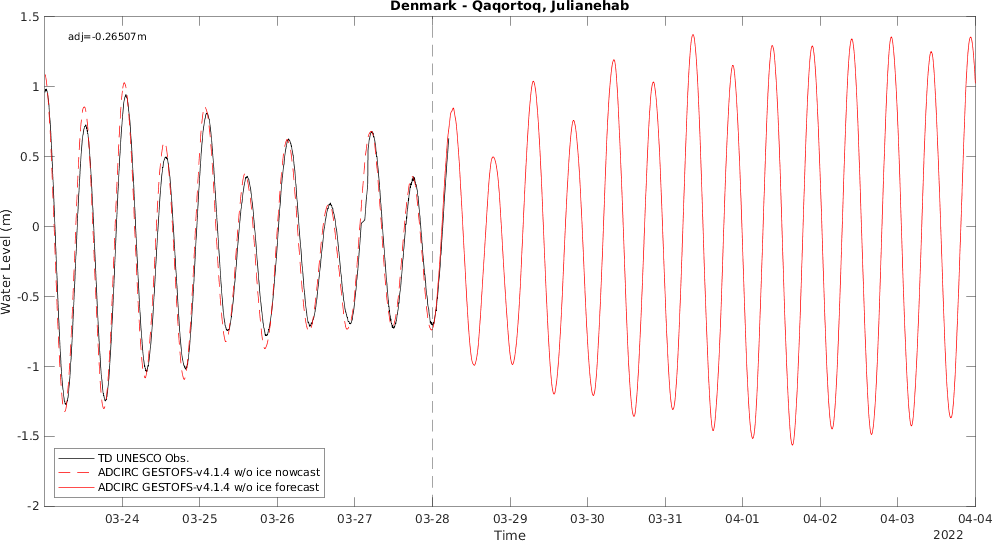 Denmark - Qaqortoq, Julianehab
adj=-0.26507m
1.5
1
0.5
0
-0.5
-1
-1.5
-2
Water Level (m)
TD UNESCO Obs.
ADCIRC GESTOFS-v4.1.4 w/o ice nowcast
ADCIRC GESTOFS-v4.1.4 w/o ice forecast
03-24 03-25 03-26 03-27 03-28 03-29 03-30 03-31 04-01 04-02 04-03 04-04
Time
2022